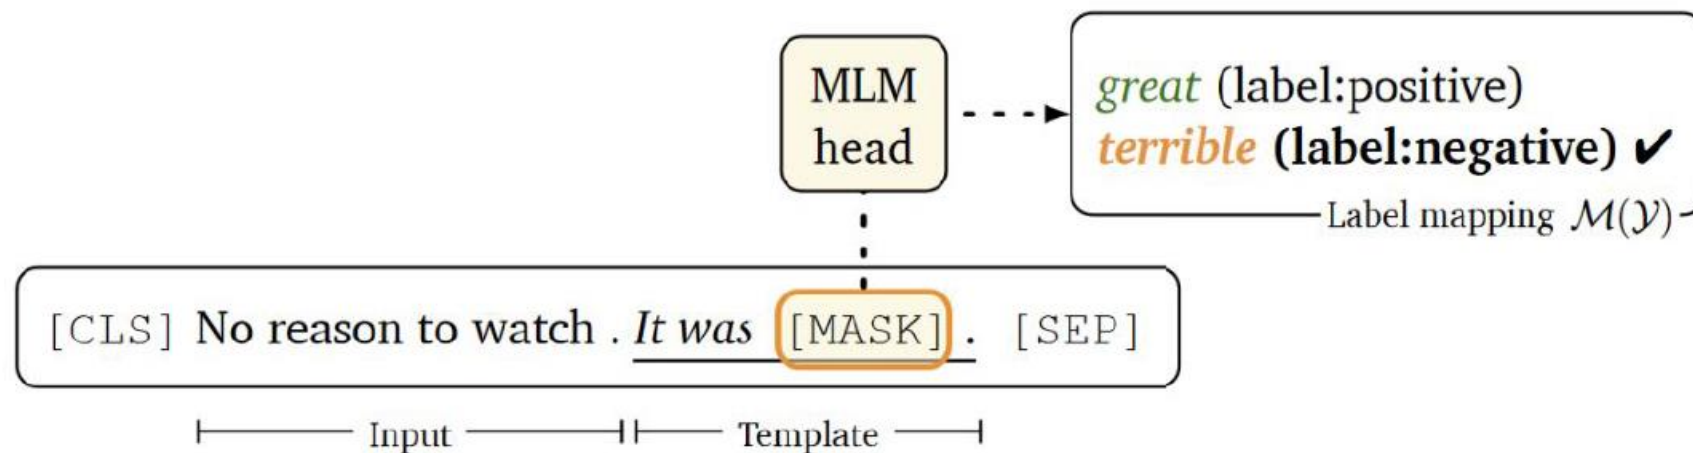 MLM
head
great (label:positive)
terrible (label:negative) ✔
Label mapping 𝓜(𝒴)
[CLS] No reason to watch . It was [MASK] . [SEP]
Input Template